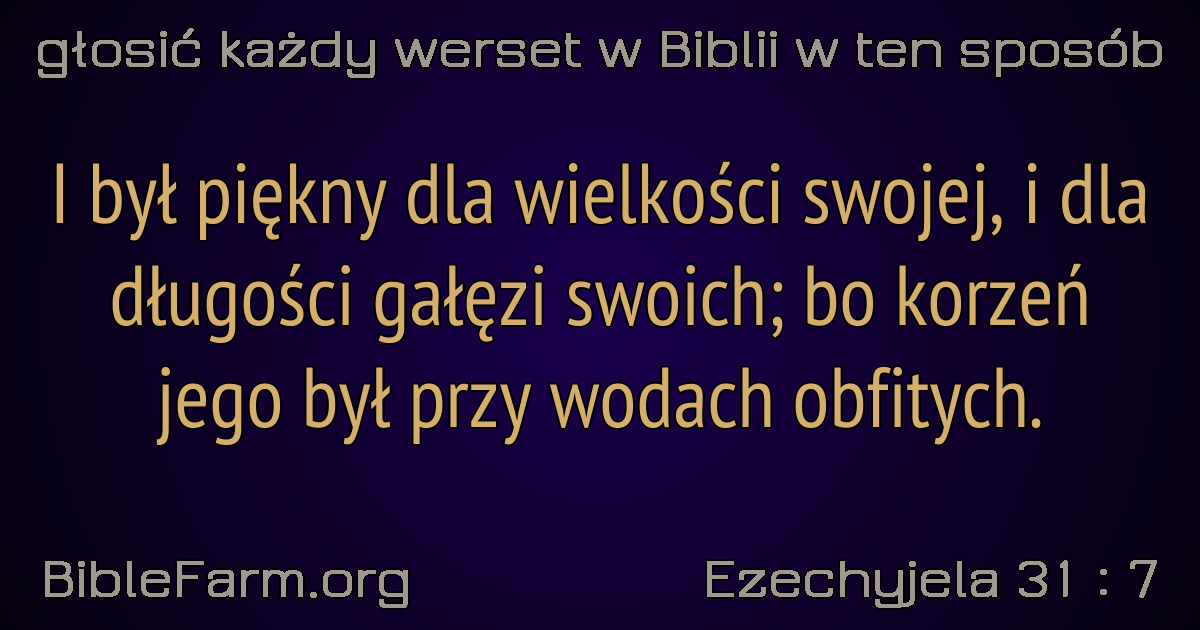 głosić każdy werset w Biblii w ten sposób
I był piękny dla wielkości swojej, i dla
długości gałęzi swoich; bo korzeń
jego był przy wodach obfitych.
BibleFarm.org
Ezechyjela 31 : 7